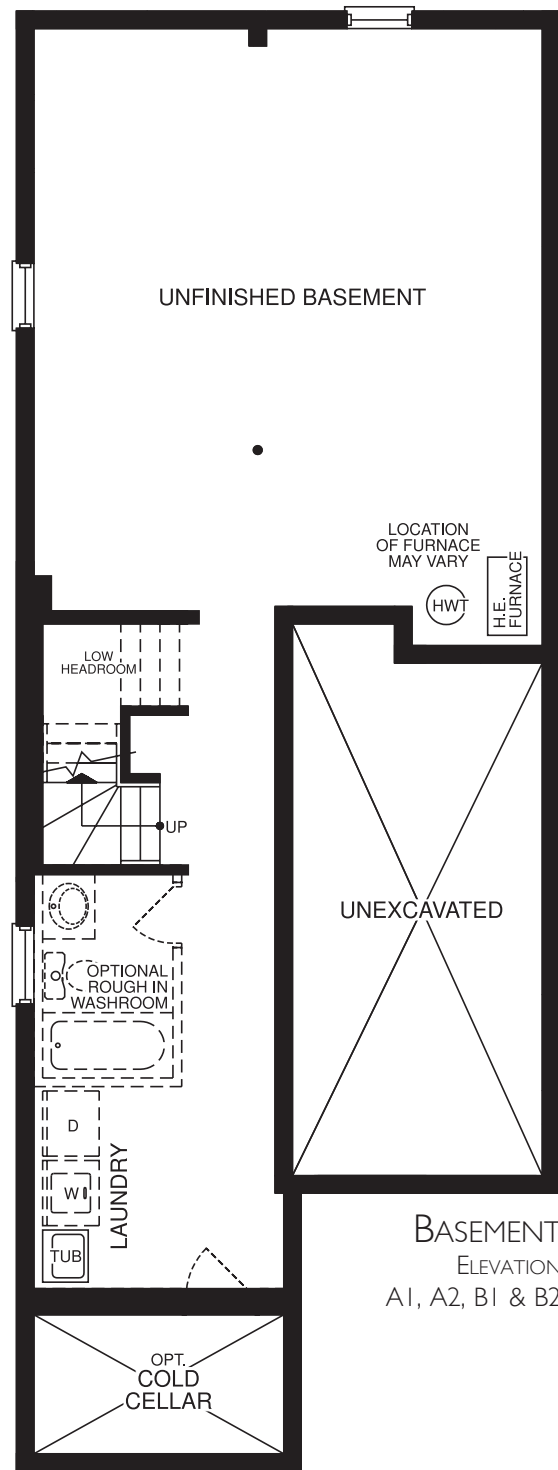 UNFINISHED BASEMENT
LOCATION
OF FURNACE
MAY VARY
HWT
H.E.
FURNACE
LOW
HEADROOM
UP
UNEXCAVATED
OPTIONAL
ROUGH IN
WASHROOM
D
W
LAUNDRY
TUB
BASEMENT
ELEVATION
A1, A2, B1 & B2
OPT.
COLD
CELLAR